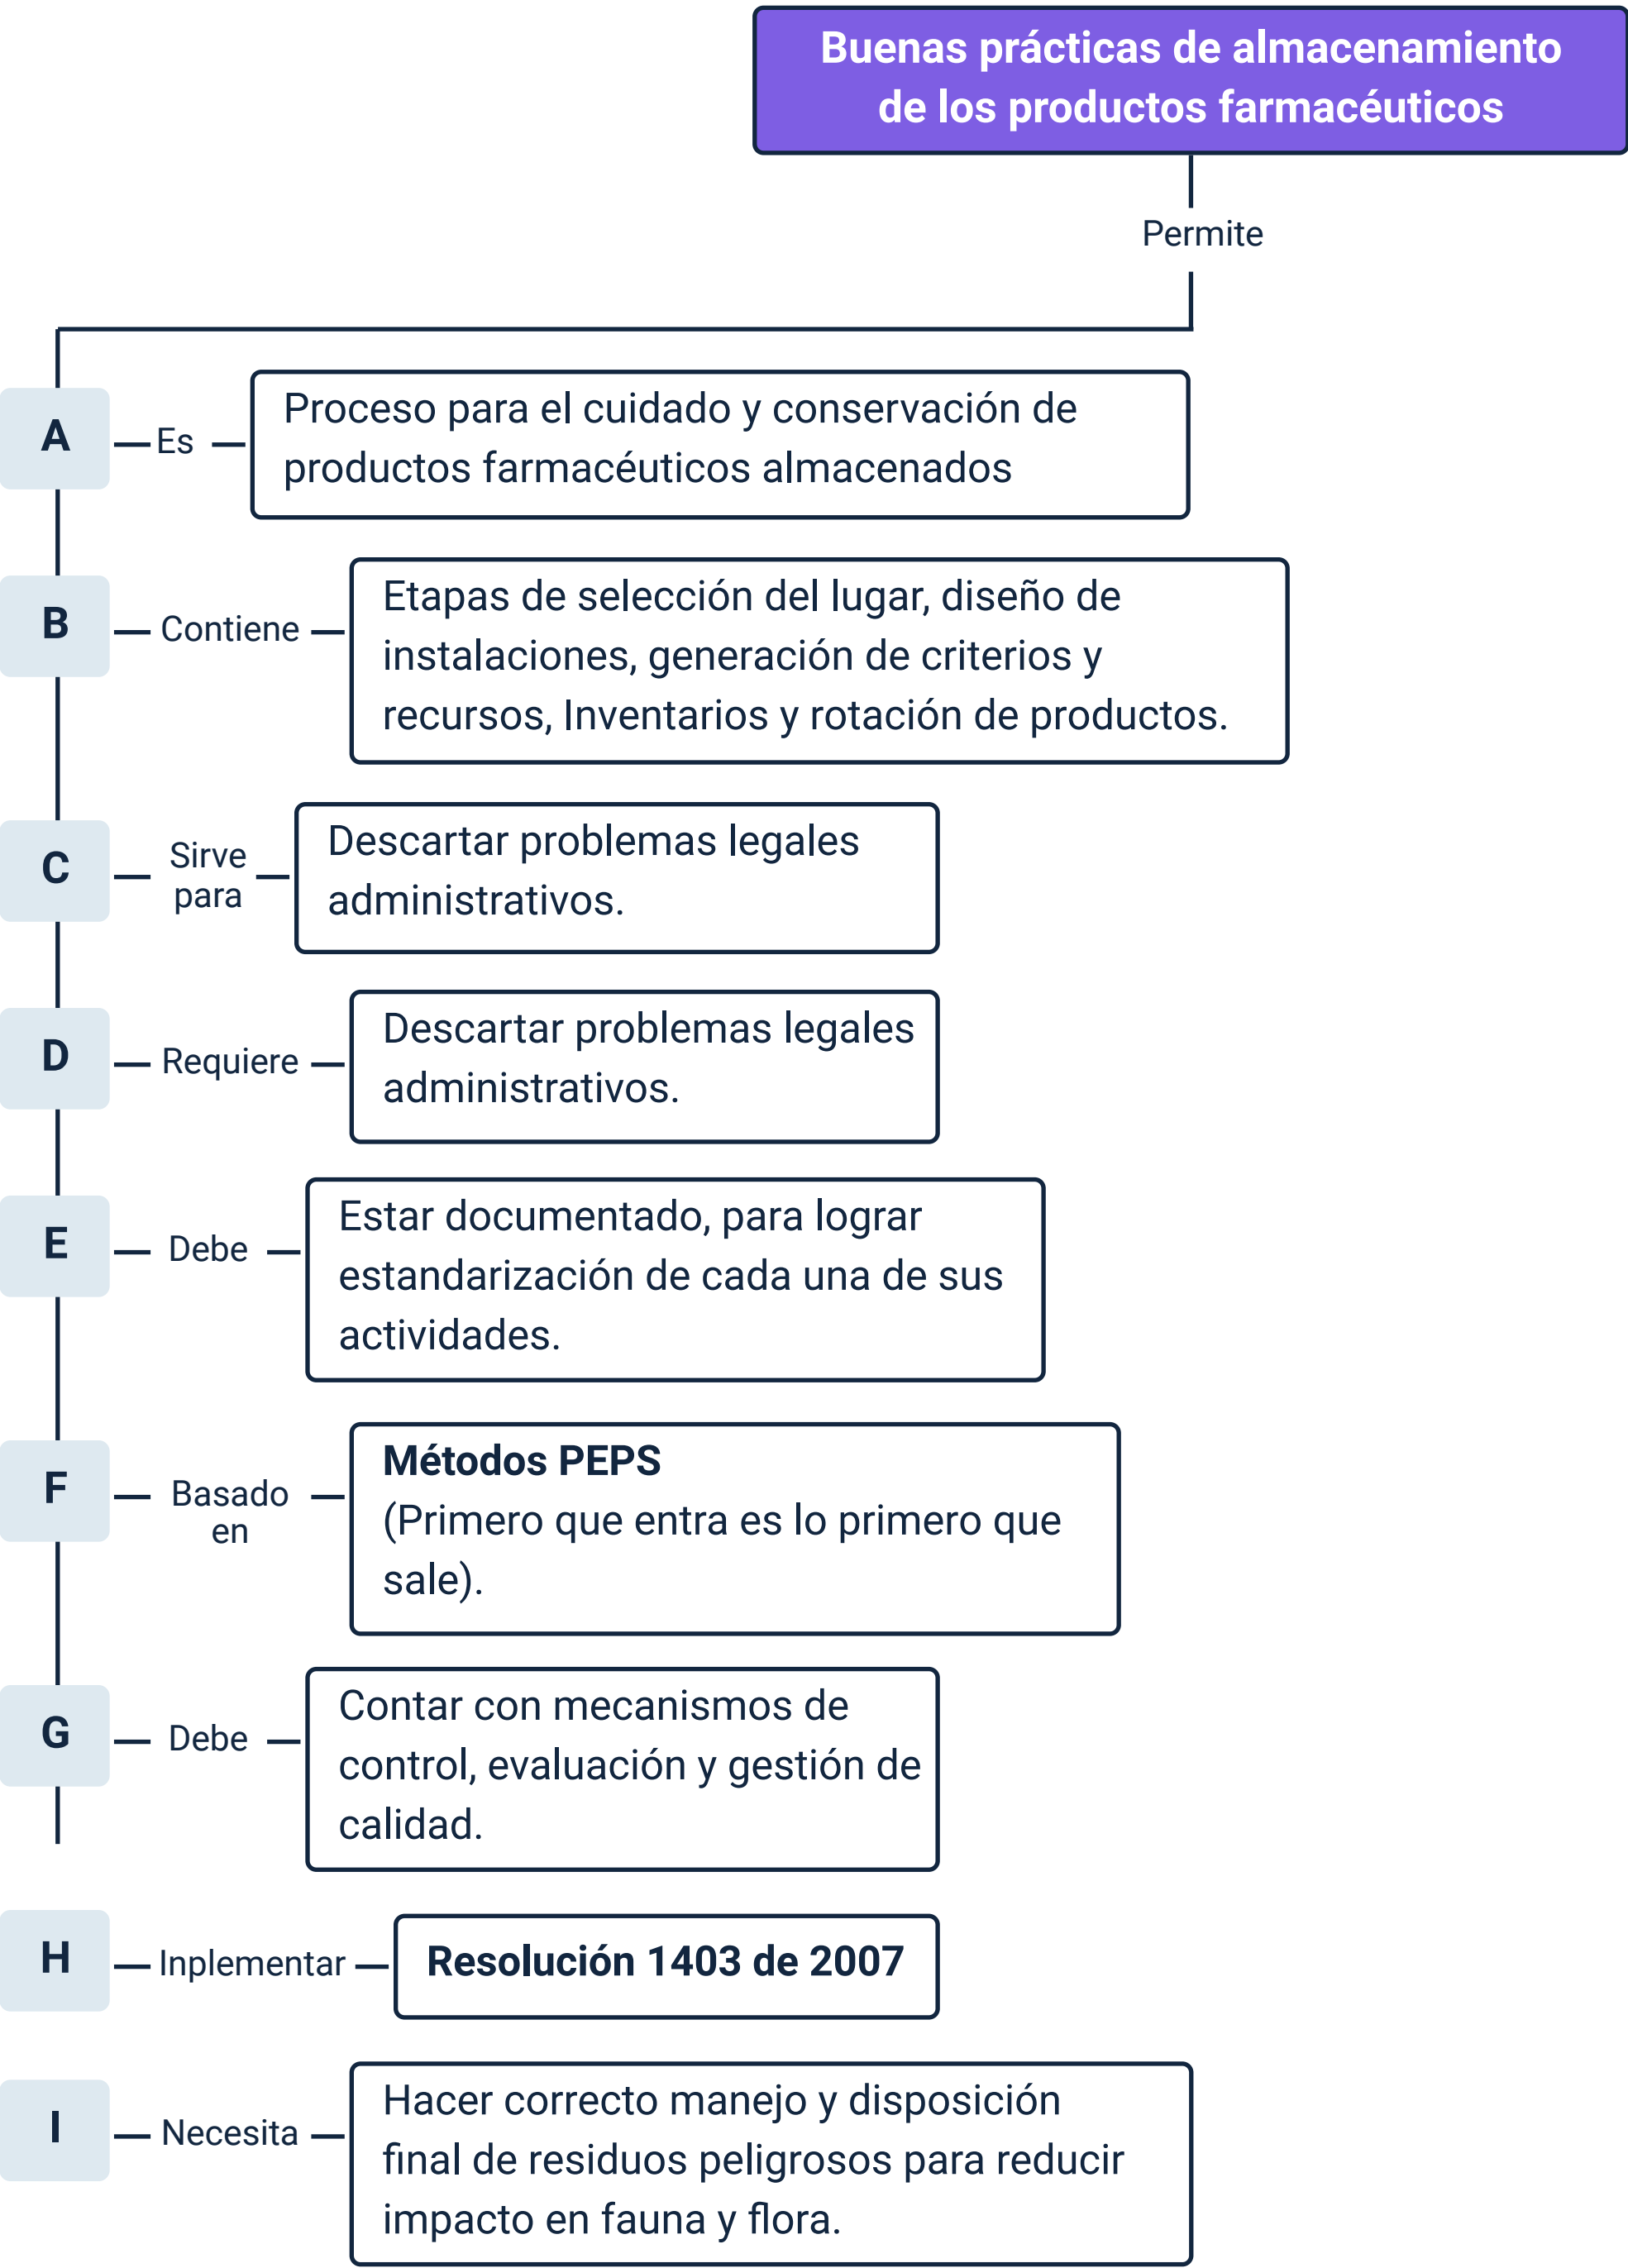 Buenas prácticas de almacenamiento
de los productos farmacéuticos
Permite
A
Es
Proceso para el cuidado y conservación de
productos farmacéuticos almacenados
B
Contiene
Etapas de selección del lugar, diseño de
instalaciones, generación de criterios y
recursos, Inventarios y rotación de productos.
C
Sirve
para
Descartar problemas legales
administrativos.
D
Requiere
Descartar problemas legales
administrativos.
E
Debe
Estar documentado, para lograr
estandarización de cada una de sus
actividades.
F
Basado
en
Métodos PEPS
(Primero que entra es lo primero que
sale).
G
Debe
Contar con mecanismos de
control, evaluación y gestión de
calidad.
H
Inplementar
Resolución 1403 de 2007
I
Necesita
Hacer correcto manejo y disposición
final de residuos peligrosos para reducir
impacto en fauna y flora.